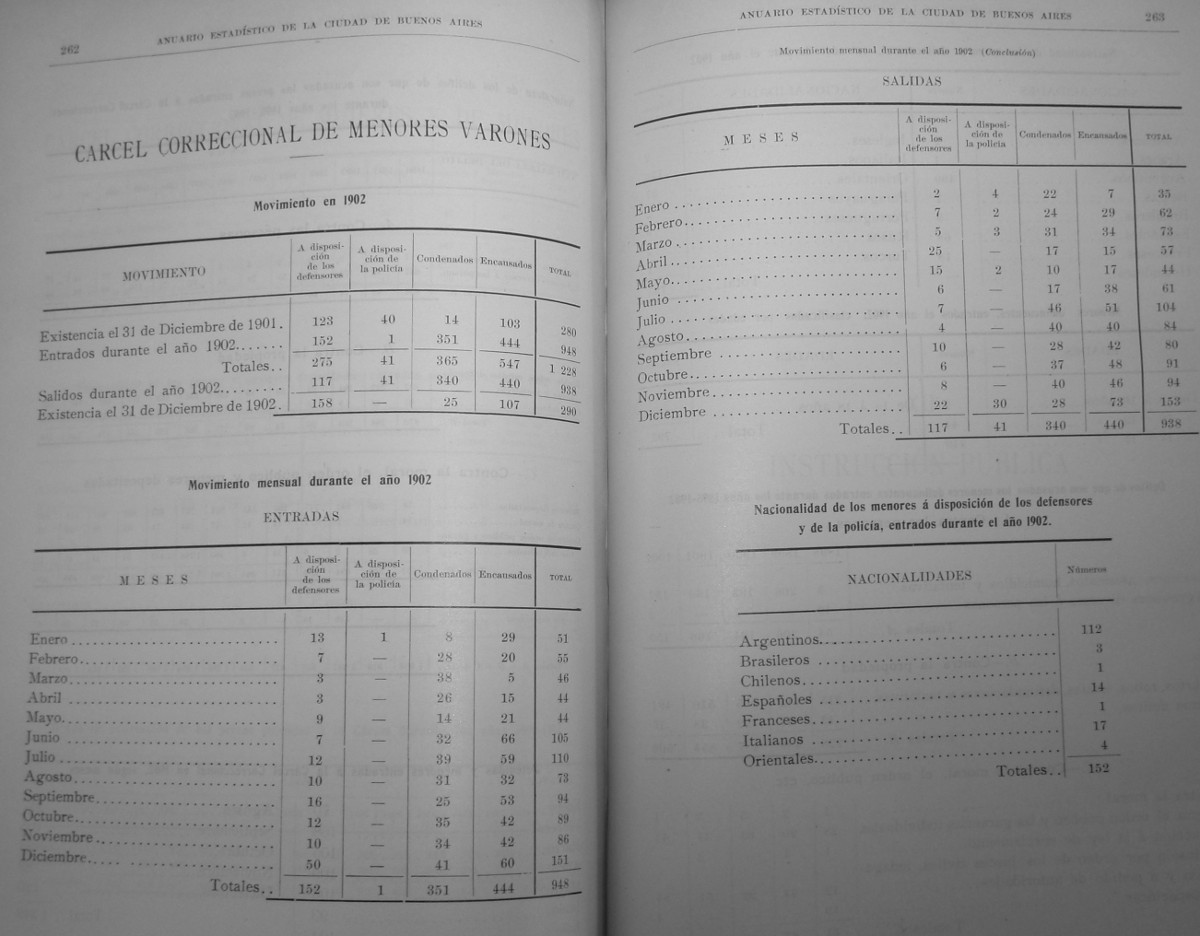 262
ANUARIO ESTADÍSTICO DE LA CIUDAD DE BUENOS AIRES
CARCEL CORRECCIONAL DE MENORES VARONES
Movimiento en 1902
MOVIMIENTO A disposición de los defensores A disposición de la policía Condenados Encausados TOTAL
Existencia el 31 de Diciembre de 1901. 123 40 14 103 280
Entrados durante el año 1902....... 152 1 351 444 948
Totales.. 275 41 365 547 1 228
Salidos durante el año 1902......... 117 41 340 440 938
Existencia el 31 de Diciembre de 1902. 158 — 25 107 290
Movimiento mensual durante el año 1902
ENTRADAS
MESES A disposición de los defensores A disposición de la policía Condenados Encausados TOTAL
Enero 13 1 8 29 51
Febrero 7 — 28 20 55
Marzo 3 — 38 5 46
Abril 3 — 26 15 44
Mayo 9 — 14 21 44
Junio 7 — 32 66 105
Julio 12 — 39 59 110
Agosto 10 — 31 32 73
Septiembre 16 — 25 53 94
Octubre 12 — 35 42 89
Noviembre 10 — 34 42 86
Diciembre 50 — 41 60 151
Totales.. 152 1 351 444 948
ANUARIO ESTADÍSTICO DE LA CIUDAD DE BUENOS AIRES
263
Movimiento mensual durante el año 1902 (Conclusión)
SALIDAS
MESES A disposición de los defensores A disposición de la policía Condenados Encausados TOTAL
Enero 2 4 22 7 35
Febrero 7 2 24 29 62
Marzo 5 3 31 34 73
Abril 25 — 17 15 57
Mayo 15 2 10 17 44
Junio 6 — 17 38 61
Julio 7 — 46 51 104
Agosto 4 — 40 40 84
Septiembre 10 — 28 42 80
Octubre 6 — 37 48 91
Noviembre 8 — 40 46 94
Diciembre 22 30 28 73 153
Totales.. 117 41 340 440 938
Nacionalidad de los menores á disposición de los defensores
y de la policía, entrados durante el año 1902.
NACIONALIDADES Números
Argentinos 112
Brasileros 3
Chilenos 1
Españoles 14
Franceses 1
Italianos 17
Orientales 4
Totales.. 152